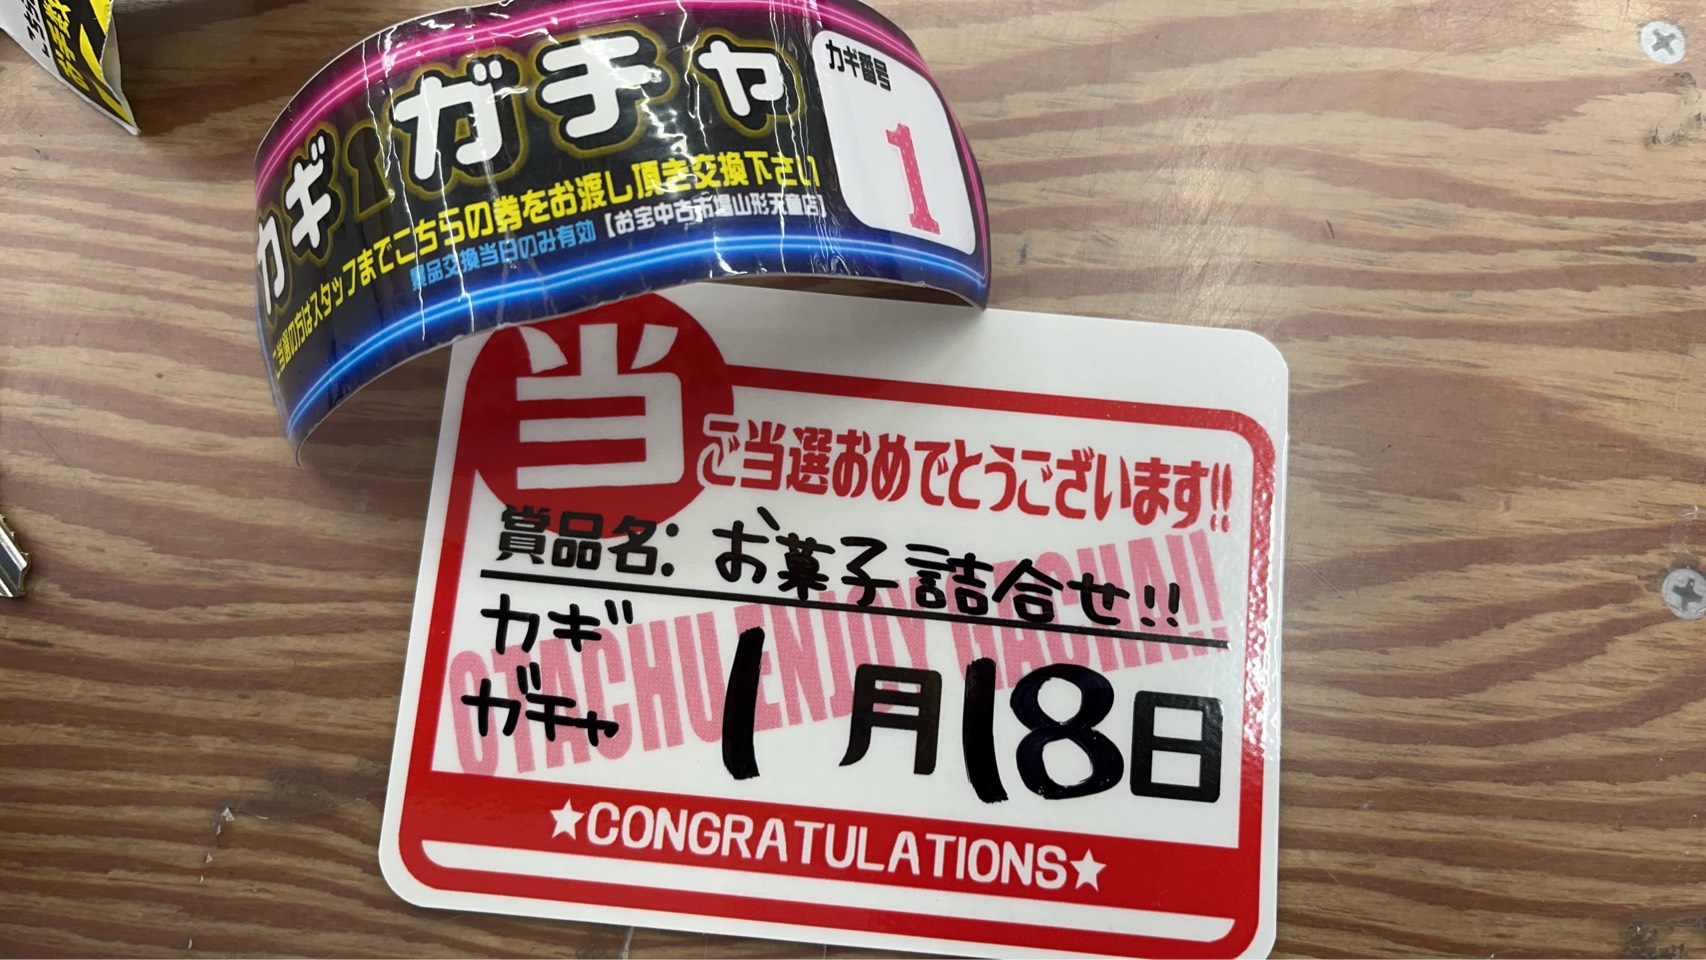 カギガチャ
カギ番号
1
ご当選の方はスタッフまでこちらの券をお渡し頂き交換下さい
景品交換当日のみ有効【お宝中古市場山形天童店】
当
ご当選おめでとうございます!!
賞品名: お菓子詰合せ!!
OTACHU ENJOY GACHA!!!
カギ
ガチャ
1月18日
★CONGRATULATIONS★